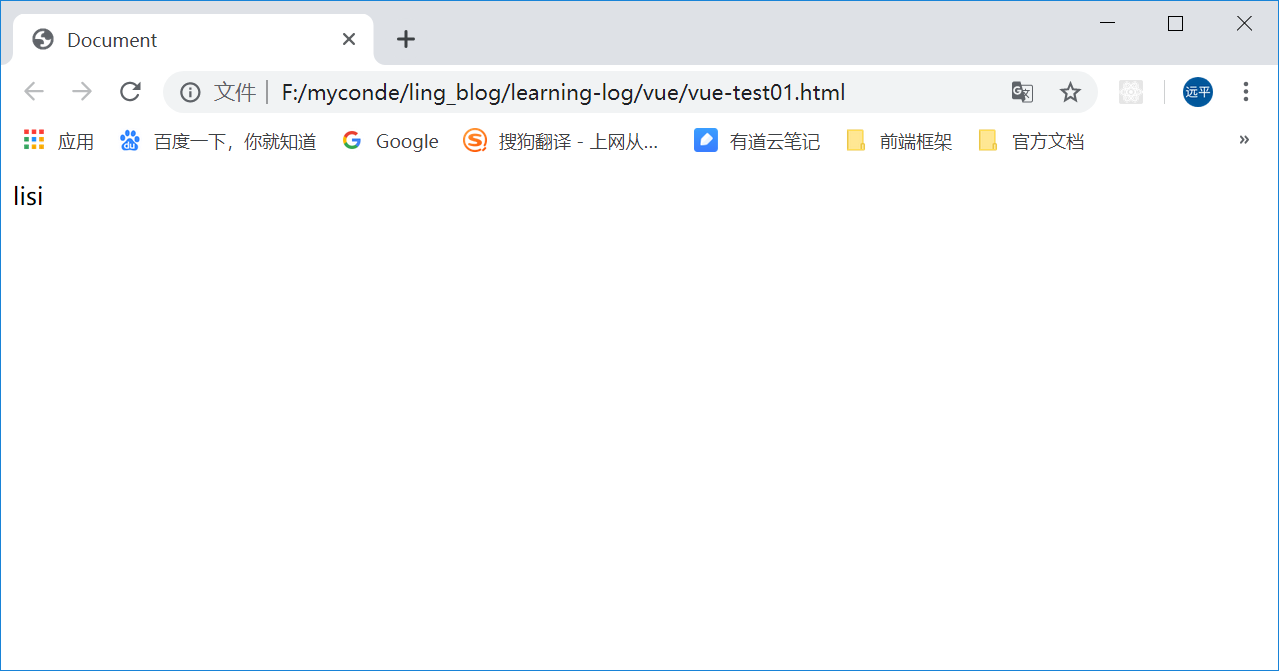 Document
文件 F:/myconde/ling_blog/learning-log/vue/vue-test01.html 远平
应用 百度一下，你就知道 Google 搜狗翻译 - 上网从... 有道云笔记 前端框架 官方文档 »
lisi